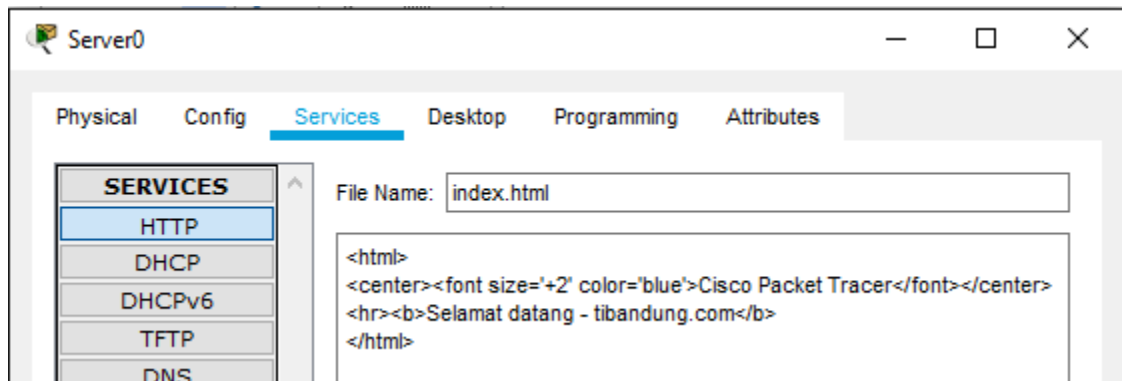 Server0
Physical Config Services Desktop Programming Attributes
SERVICES
HTTP
DHCP
DHCPv6
TFTP
DNS
File Name: index.html
<html>
<center><font size='+2' color='blue'>Cisco Packet Tracer</font></center>
<hr><b>Selamat datang - tibandung.com</b>
</html>